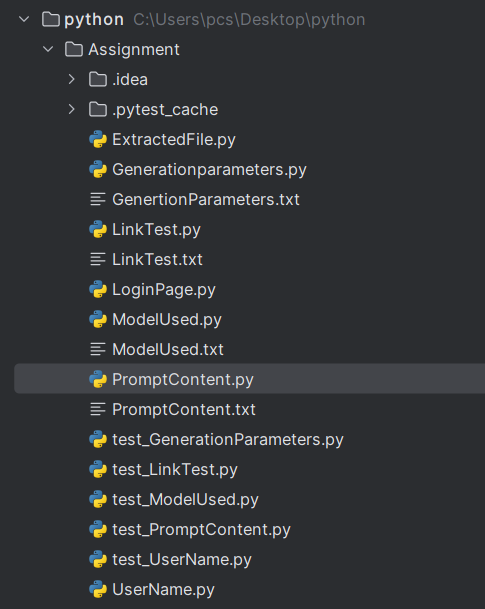 python C:\Users\pcs\Desktop\python
Assignment
.idea
.pytest_cache
ExtractedFile.py
Generationparameters.py
GenertionParameters.txt
LinkTest.py
LinkTest.txt
LoginPage.py
ModelUsed.py
ModelUsed.txt
PromptContent.py
PromptContent.txt
test_GenerationParameters.py
test_LinkTest.py
test_ModelUsed.py
test_PromptContent.py
test_UserName.py
UserName.py